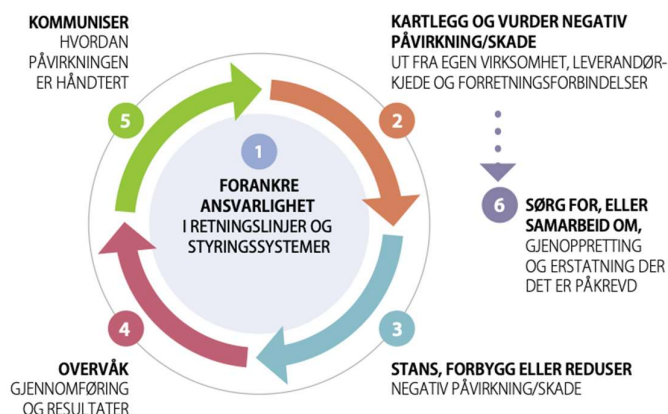 KOMMUNISER
HVORDAN
PÅVIRKNINGEN
ER HÅNDTERT
5
KARTLEGG OG VURDER NEGATIV
PÅVIRKNING/SKADE
UT FRA EGEN VIRKSOMHET, LEVERANDØR-
KJEDE OG FORRETNINGSFORBINDELSER
2
1
FORANKRE
ANSVARLIGHET
I RETNINGSLINJER OG
STYRINGSSYSTEMER
6
SØRG FOR, ELLER
SAMARBEID OM,
GJENOPPRETTING
OG ERSTATNING DER
DET ER PÅKREVD
4
OVERVÅK
GJENNOMFØRING
OG RESULTATER
3
STANS, FORBYGG ELLER REDUSER
NEGATIV PÅVIRKNING/SKADE